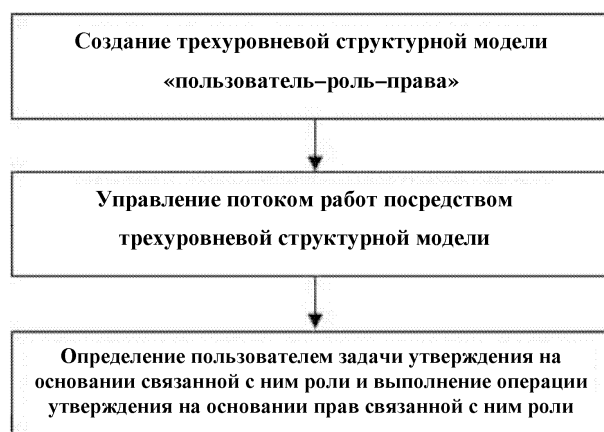 Создание трехуровневой структурной модели
«пользователь–роль–права»
Управление потоком работ посредством
трехуровневой структурной модели
Определение пользователем задачи утверждения на
основании связанной с ним роли и выполнение операции
утверждения на основании прав связанной с ним роли